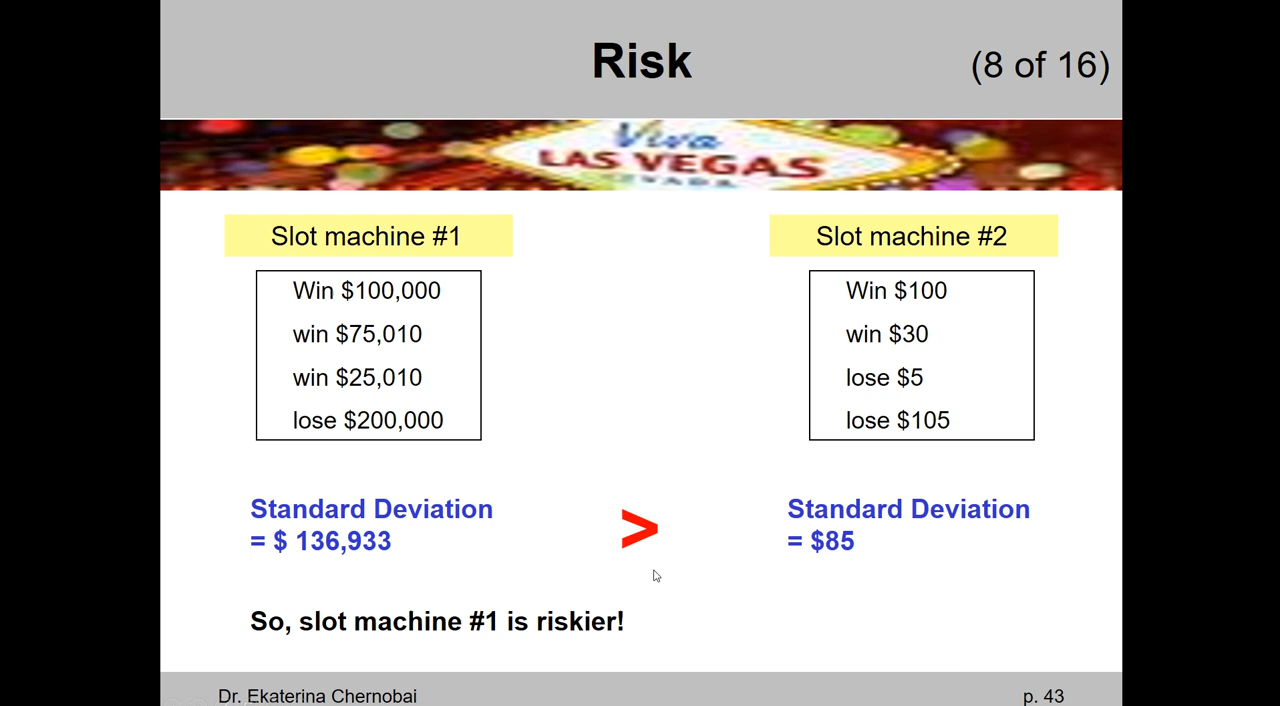 Risk
(8 of 16)
Viva
LAS VEGAS
Slot machine #1
Win $100,000
win $75,010
win $25,010
lose $200,000
Slot machine #2
Win $100
win $30
lose $5
lose $105
Standard Deviation
= $ 136,933
>
Standard Deviation
= $85
So, slot machine #1 is riskier!
Dr. Ekaterina Chernobai
p. 43